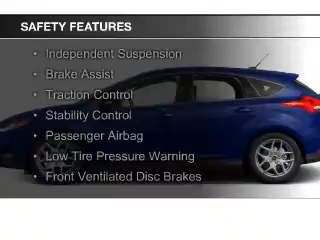 SAFETY FEATURES
• Independent Suspension
• Brake Assist
• Traction Control
• Stability Control
• Passenger Airbag
• Low Tire Pressure Warning
• Front Ventilated Disc Brakes